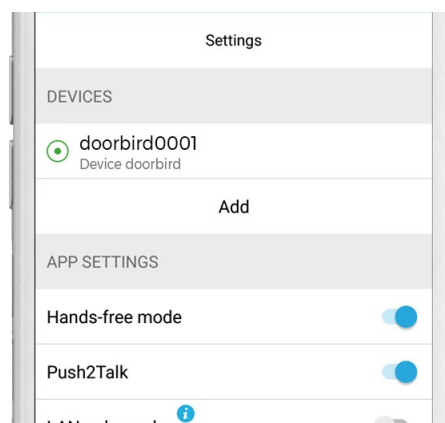 Settings
DEVICES
doorbird0001
Device doorbird
Add
APP SETTINGS
Hands-free mode
Push2Talk